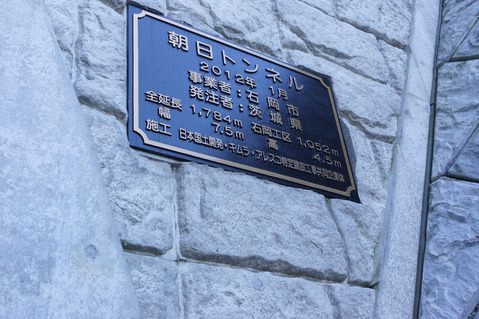 朝日トンネル
2012年 1月
事業者：石岡市
発注者：茨城県
全延長 1,784m 石岡工区 1,052m
幅 7.5m 高 4.5m
施工 日本国土開発・キムラ・アレスコ特定建設工事共同企業体